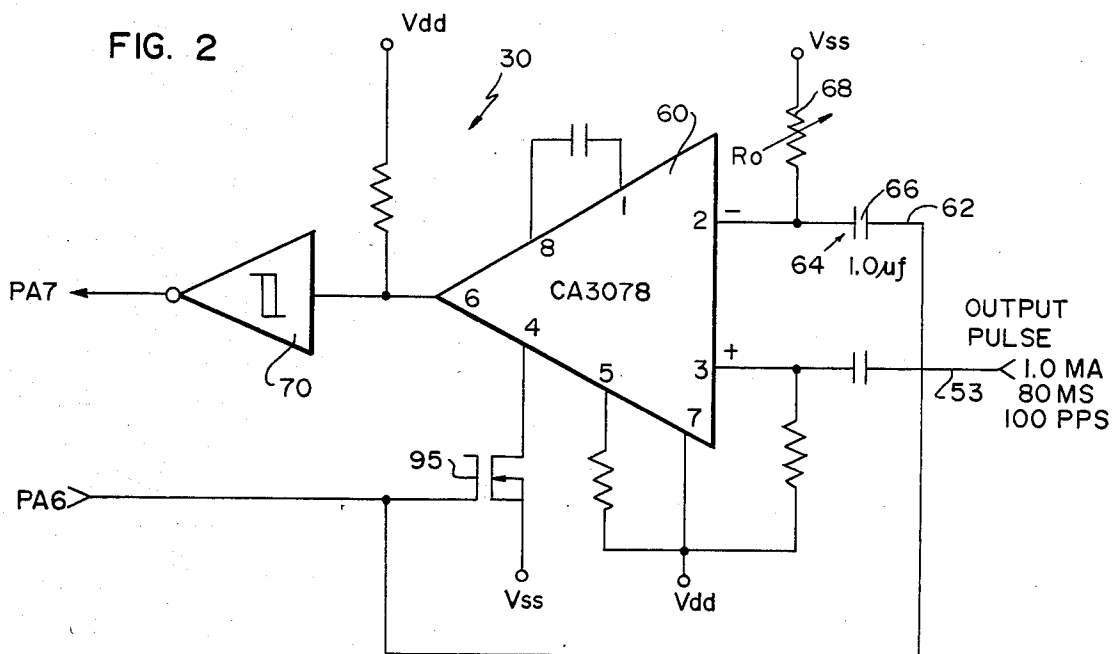 FIG. 2
Vdd
30
Vss
68
Ro
60
66
62
1
2 −
8
64
1.0µf
PA7
6
CA3078
4
OUTPUT
PULSE
1.0 MA
80 MS
100 PPS
70
3 +
53
5
7
95
PA6
Vss
Vdd